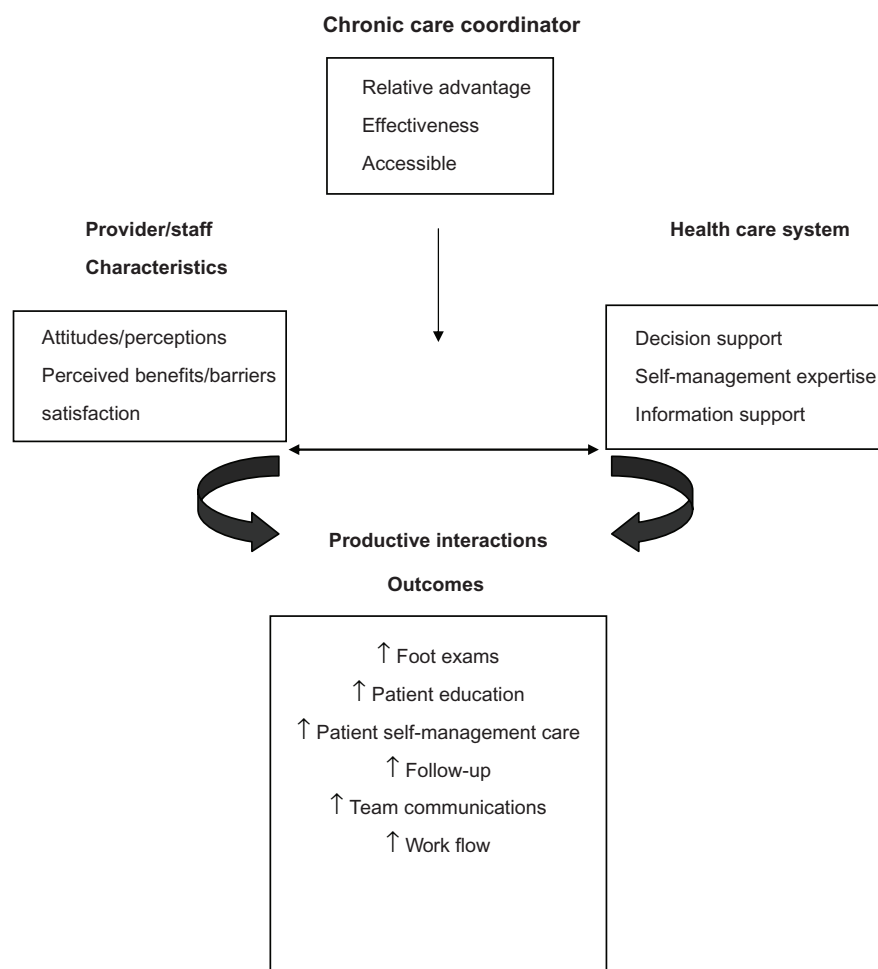 Chronic care coordinator
Relative advantage
Effectiveness
Accessible
Provider/staff
Characteristics
Attitudes/perceptions
Perceived benefits/barriers
satisfaction
Health care system
Decision support
Self-management expertise
Information support
Productive interactions
Outcomes
↑ Foot exams
↑ Patient education
↑ Patient self-management care
↑ Follow-up
↑ Team communications
↑ Work flow